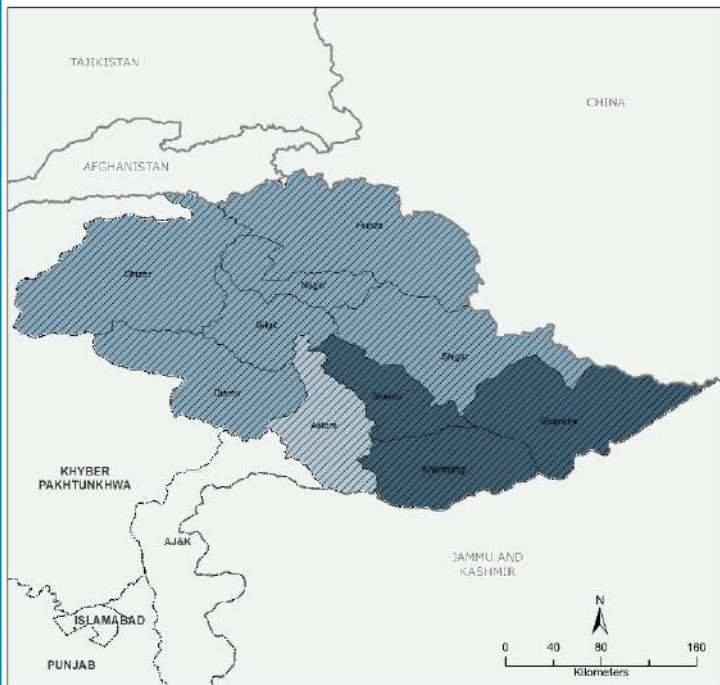 TAJIKISTAN
CHINA
AFGHANISTAN
Hunza
Ghizer
Nagar
Gilgit
Shigar
Diamir
Skardu
Ghanche
Astore
Kharmang
KHYBER
PAKHTUNKHWA
AJ&K
JAMMU AND
KASHMIR
ISLAMABAD
PUNJAB
N
0 40 80 160
Kilometers